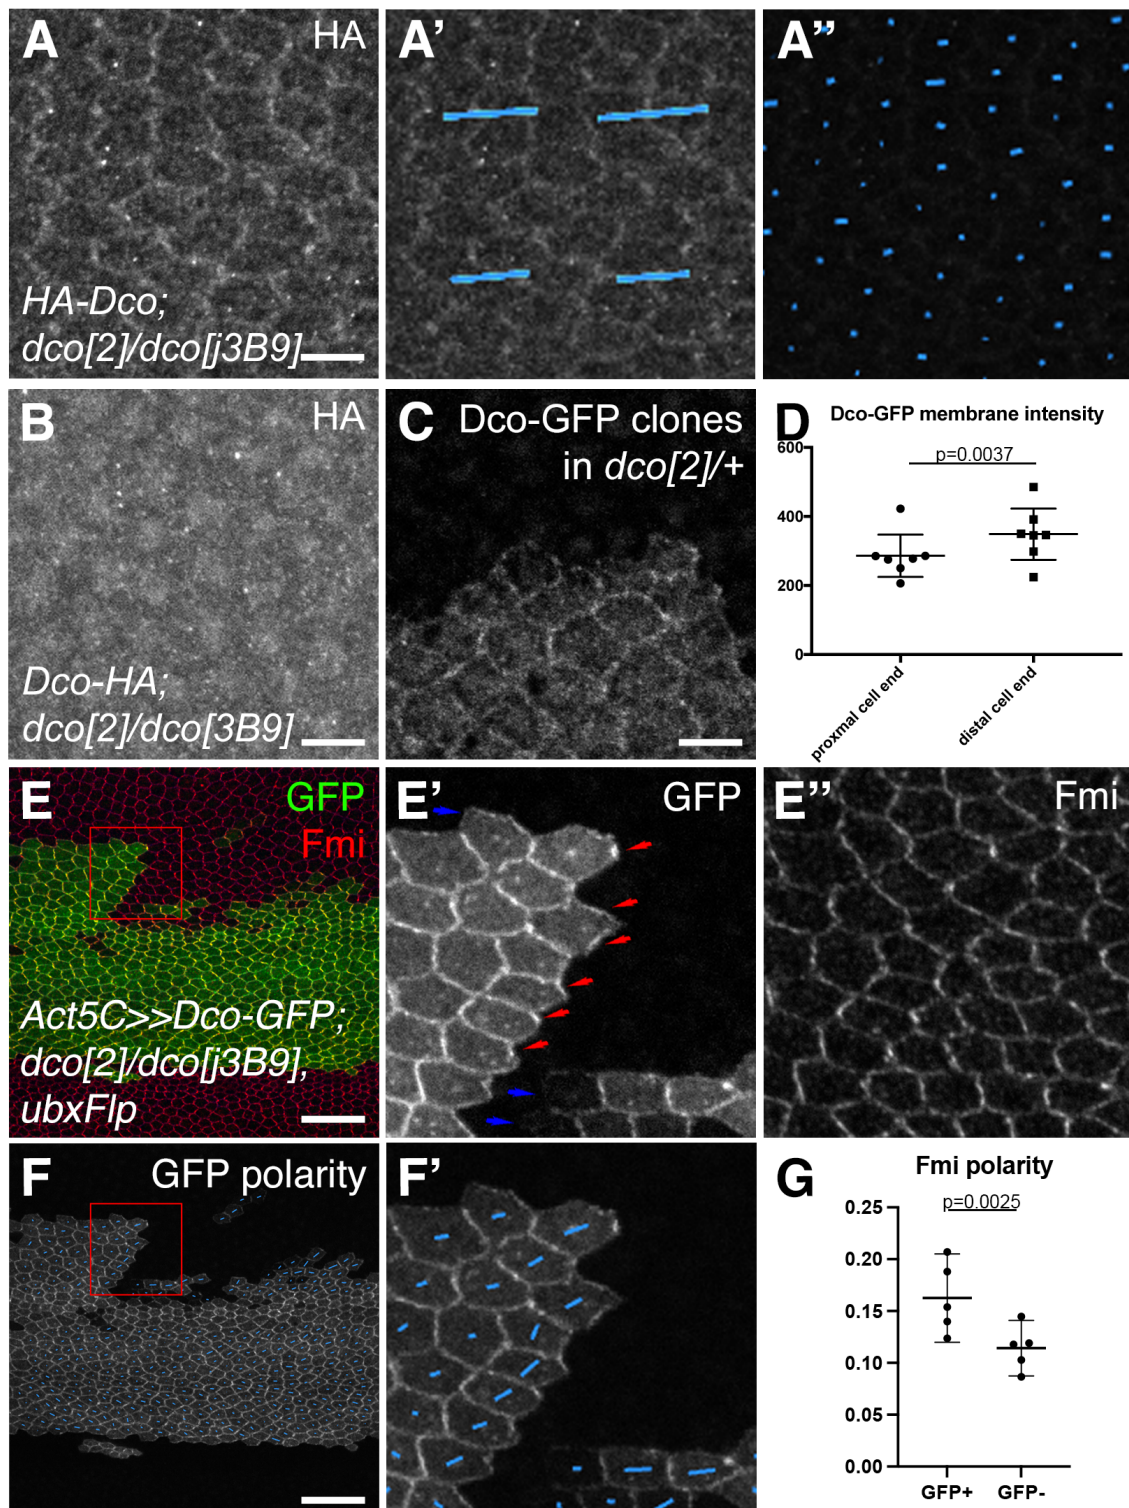 A
HA
HA-Dco;
dco[2]/dco[j3B9]
A’
A’’
B
HA
Dco-HA;
dco[2]/dco[3B9]
C
Dco-GFP clones
in dco[2]/+
D
Dco-GFP membrane intensity
p=0.0037
600
400
200
0
proxmal cell end
distal cell end
E
GFP
Fmi
Act5C>>Dco-GFP;
dco[2]/dco[j3B9],
ubxFlp
E’
GFP
E’’
Fmi
F
GFP polarity
F’
G
Fmi polarity
p=0.0025
0.25
0.20
0.15
0.10
0.05
0.00
GFP+
GFP-